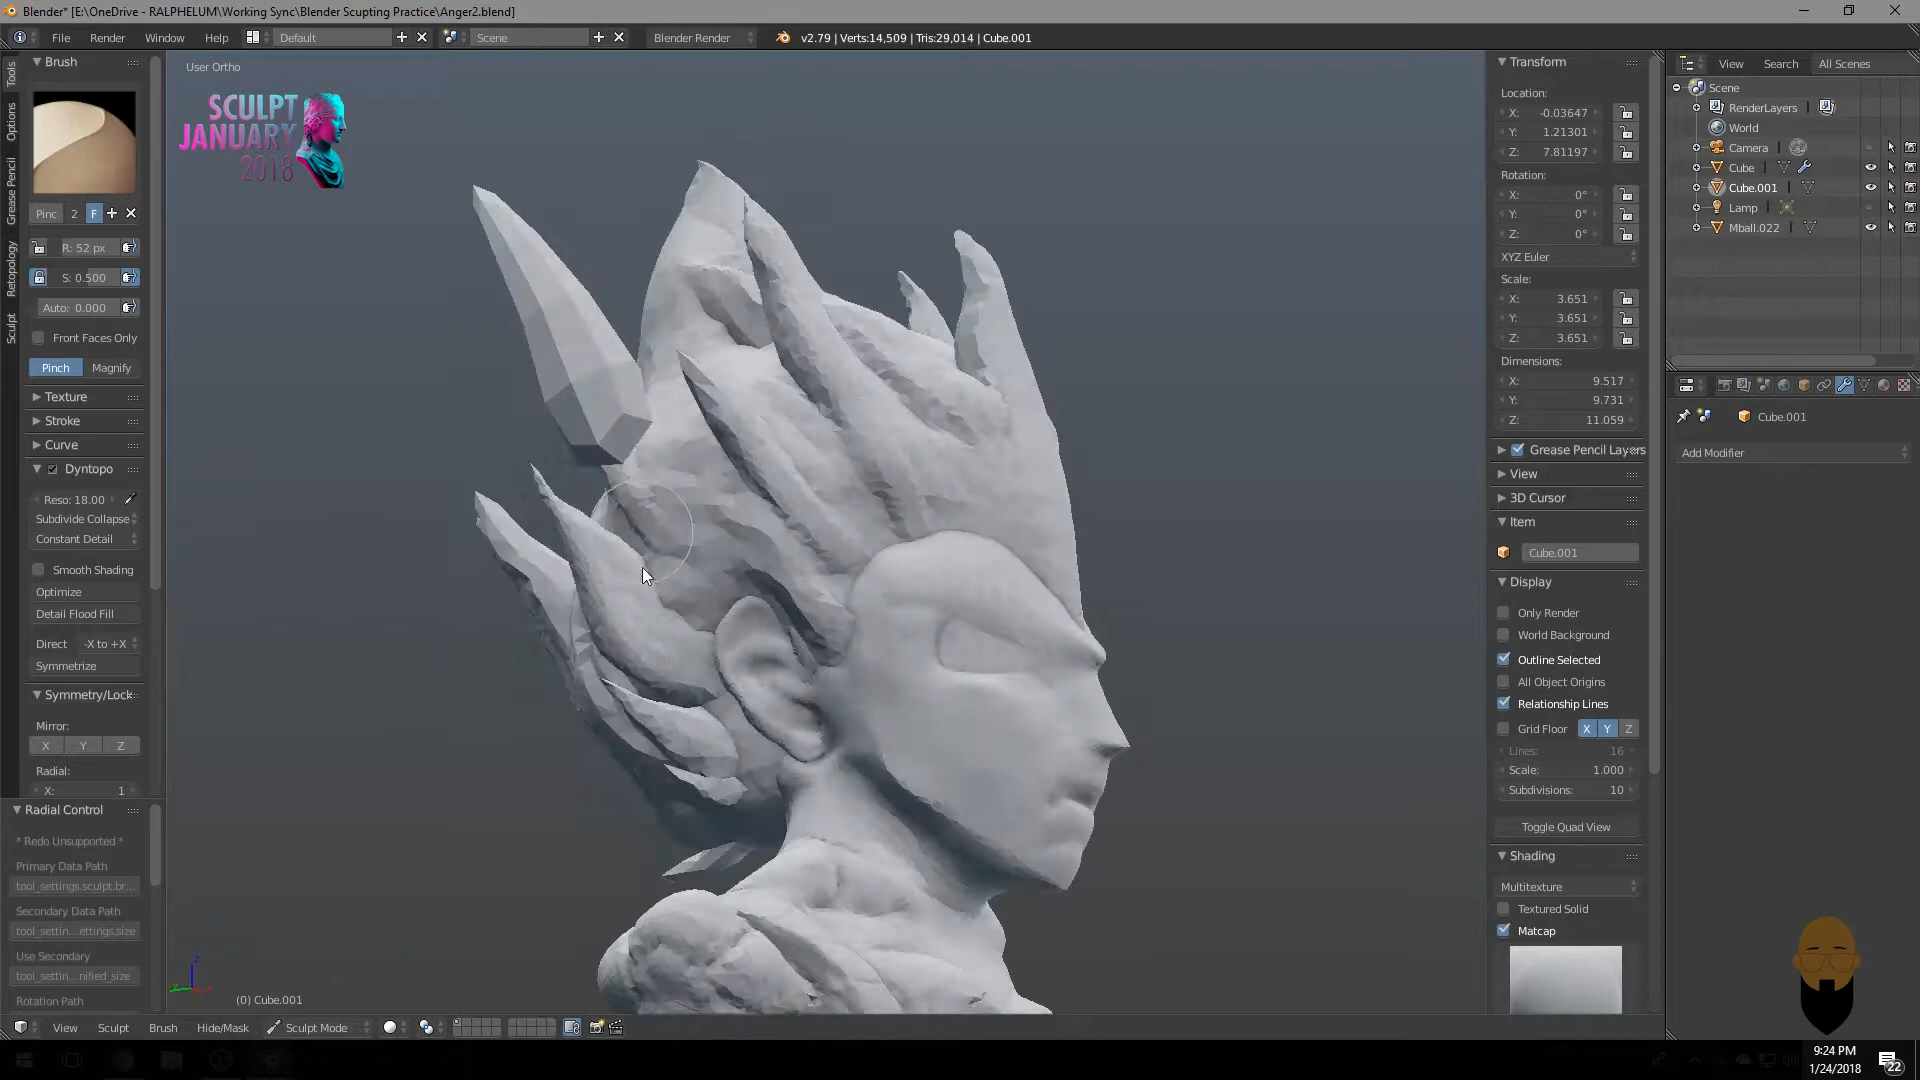 Blender* [E:\OneDrive - RALPHELUM\Working Sync\Blender Scupting Practice\Anger2.blend]
File Render Window Help Default Scene Blender Render v2.79 | Verts:14,509 | Tris:29,014 | Cube.001
Tools
Options
Grease Pencil
Retopology
Sculpt
Brush
Pinc 2 F
R: 52 px
S: 0.500
Auto: 0.000
Front Faces Only
Pinch Magnify
Texture
Stroke
Curve
Dyntopo
Reso: 18.00
Subdivide Collapse
Constant Detail
Smooth Shading
Optimize
Detail Flood Fill
Direct -X to +X
Symmetrize
Symmetry/Lock
Mirror:
X Y Z
Radial:
X: 1
Radial Control
* Redo Unsupported *
Primary Data Path
tool_settings.sculpt.br...
Secondary Data Path
tool_settin...ettings.size
Use Secondary
tool_settin...nified_size
Rotation Path
User Ortho
SCULPT
JANUARY
2018
(0) Cube.001
View Sculpt Brush Hide/Mask Sculpt Mode
Transform
Location:
X: -0.03647
Y: 1.21301
Z: 7.81197
Rotation:
X: 0°
Y: 0°
Z: 0°
XYZ Euler
Scale:
X: 3.651
Y: 3.651
Z: 3.651
Dimensions:
X: 9.517
Y: 9.731
Z: 11.059
Grease Pencil Layers
View
3D Cursor
Item
Cube.001
Display
Only Render
World Background
Outline Selected
All Object Origins
Relationship Lines
Grid Floor X Y Z
Lines: 16
Scale: 1.000
Subdivisions: 10
Toggle Quad View
Shading
Multitexture
Textured Solid
Matcap
View Search All Scenes
Scene
RenderLayers
World
Camera
Cube
Cube.001
Lamp
Mball.022
Cube.001
Add Modifier
9:24 PM
1/24/2018
22